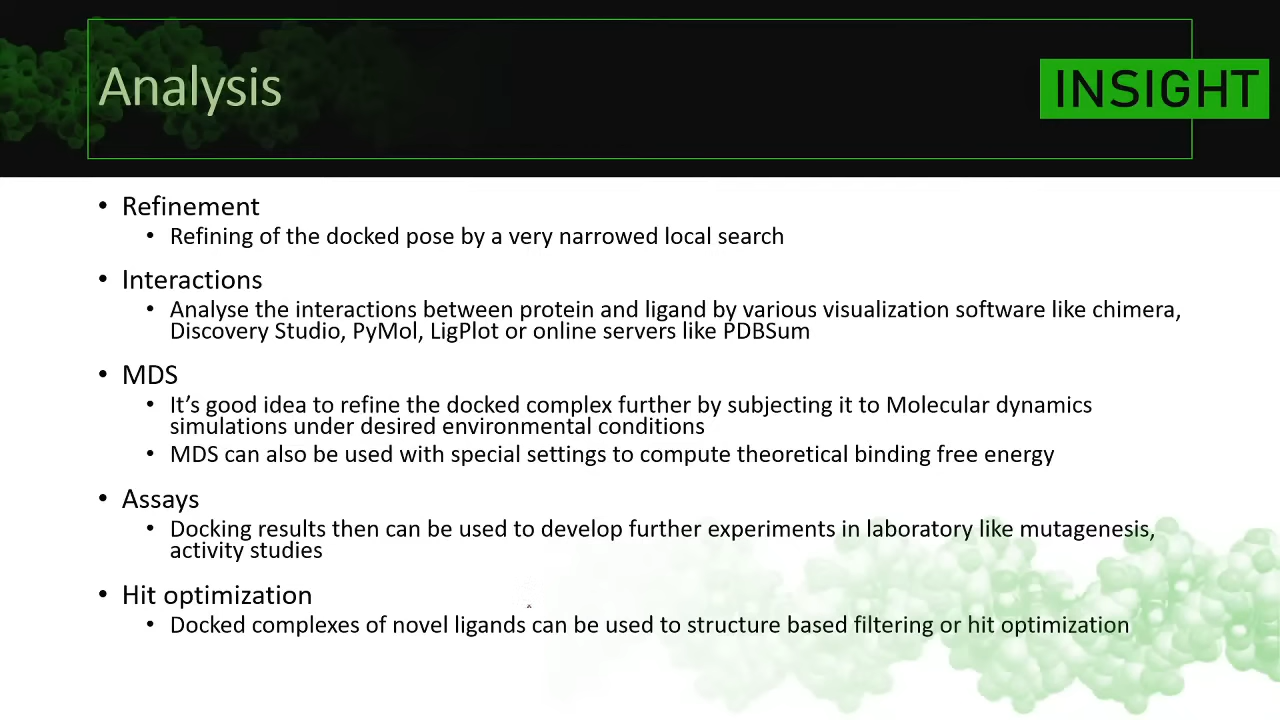 Analysis
INSIGHT
• Refinement
• Refining of the docked pose by a very narrowed local search
• Interactions
• Analyse the interactions between protein and ligand by various visualization software like chimera,
Discovery Studio, PyMol, LigPlot or online servers like PDBSum
• MDS
• It’s good idea to refine the docked complex further by subjecting it to Molecular dynamics
simulations under desired environmental conditions
• MDS can also be used with special settings to compute theoretical binding free energy
• Assays
• Docking results then can be used to develop further experiments in laboratory like mutagenesis,
activity studies
• Hit optimization
• Docked complexes of novel ligands can be used to structure based filtering or hit optimization